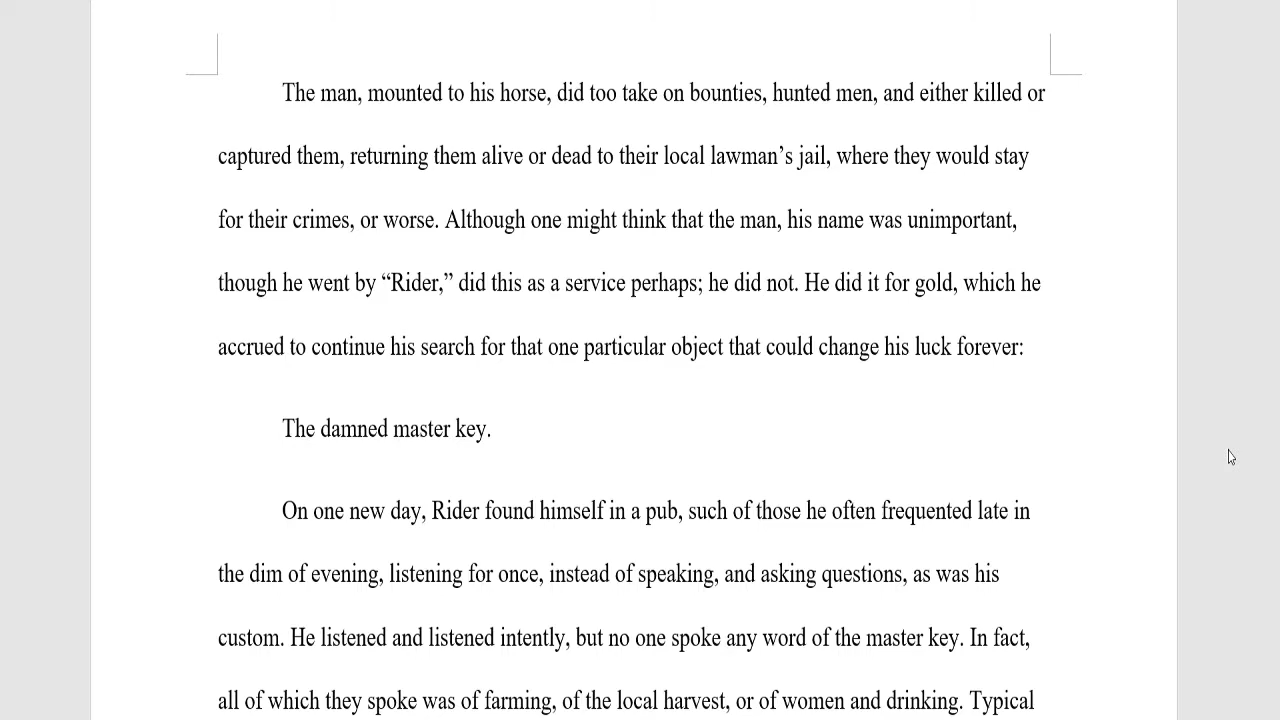 The man, mounted to his horse, did too take on bounties, hunted men, and either killed or
captured them, returning them alive or dead to their local lawman’s jail, where they would stay
for their crimes, or worse. Although one might think that the man, his name was unimportant,
though he went by “Rider,” did this as a service perhaps; he did not. He did it for gold, which he
accrued to continue his search for that one particular object that could change his luck forever:
The damned master key.
On one new day, Rider found himself in a pub, such of those he often frequented late in
the dim of evening, listening for once, instead of speaking, and asking questions, as was his
custom. He listened and listened intently, but no one spoke any word of the master key. In fact,
all of which they spoke was of farming, of the local harvest, or of women and drinking. Typical